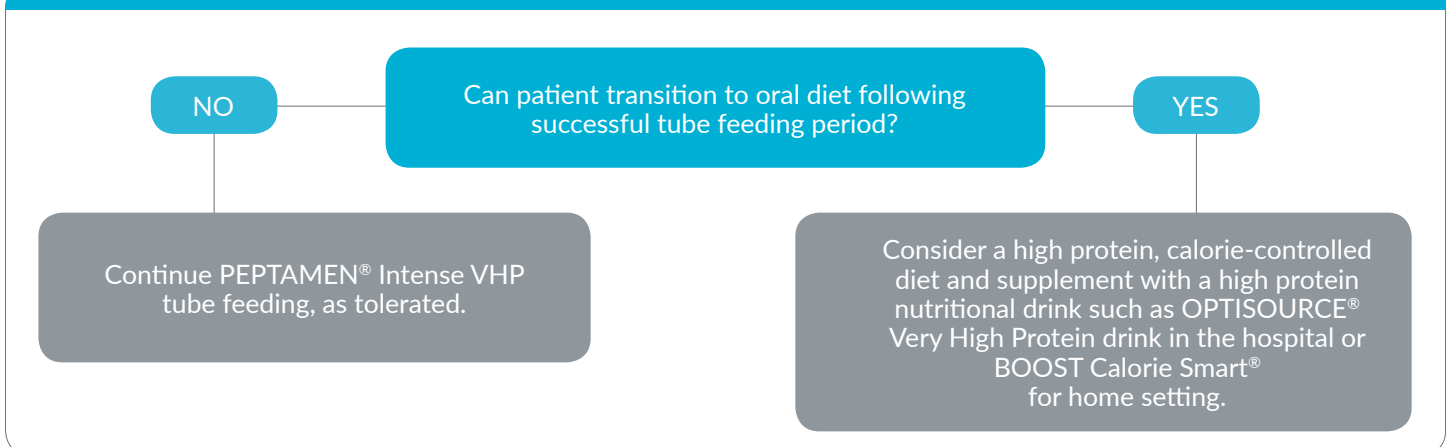 Can patient transition to oral diet following
successful tube feeding period?
NO
YES
Continue PEPTAMEN® Intense VHP
tube feeding, as tolerated.
Consider a high protein, calorie-controlled
diet and supplement with a high protein
nutritional drink such as OPTISOURCE®
Very High Protein drink in the hospital or
BOOST Calorie Smart®
for home setting.